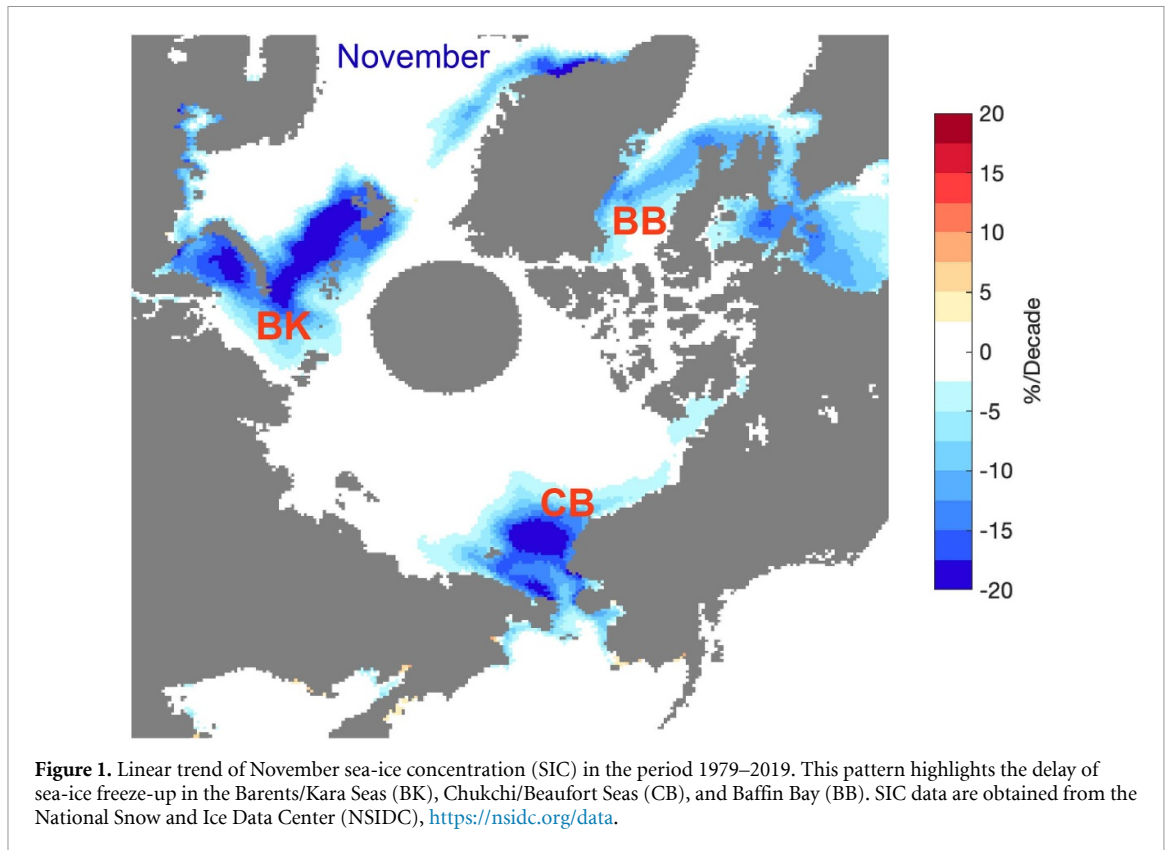 November
BB
BK
CB
20
15
10
5
0
-5
-10
-15
-20
%/Decade
Figure 1. Linear trend of November sea-ice concentration (SIC) in the period 1979–2019. This pattern highlights the delay of
sea-ice freeze-up in the Barents/Kara Seas (BK), Chukchi/Beaufort Seas (CB), and Baffin Bay (BB). SIC data are obtained from the
National Snow and Ice Data Center (NSIDC), https://nsidc.org/data.